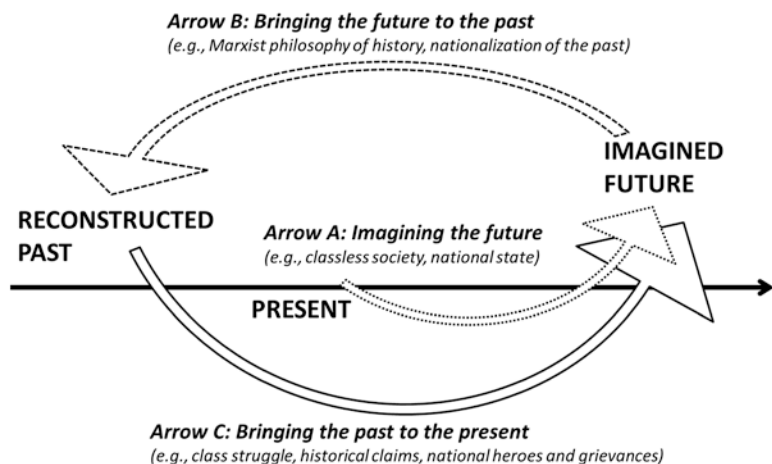 Arrow B: Bringing the future to the past
(e.g., Marxist philosophy of history, nationalization of the past)
IMAGINED
FUTURE
RECONSTRUCTED
PAST
Arrow A: Imagining the future
(e.g., classless society, national state)
PRESENT
Arrow C: Bringing the past to the present
(e.g., class struggle, historical claims, national heroes and grievances)